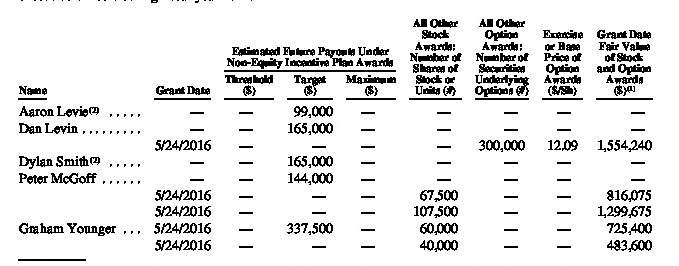 All Other All Other
Stock Option Exercise Grant Date
Estimated Future Payouts Under Awards: Awards: or Base Fair Value
Non-Equity Incentive Plan Awards Number of Number of Price of of Stock
Shares of Securities Option and Option
Threshold Target Maximum Stock or Underlying Awards Awards
Name Grant Date ($) ($) ($) Units (#) Options (#) ($/Sh) ($)(1)
Aaron Levie(2) ..... — — 99,000 — — — — —
Dan Levin ......... — — 165,000 — — — — —
5/24/2016 — — — — 300,000 12.09 1,554,240
Dylan Smith(2) ..... — — 165,000 — — — — —
Peter McGoff ...... — — 144,000 — — — — —
5/24/2016 — — — 67,500 — — 816,075
5/24/2016 — — — 107,500 — — 1,299,675
Graham Younger ... 5/24/2016 — 337,500 — 60,000 — — 725,400
5/24/2016 — — — 40,000 — — 483,600